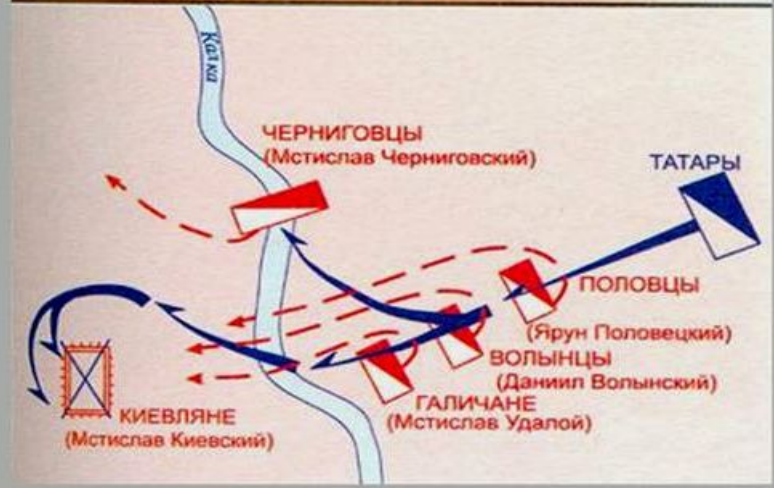 Калка
ЧЕРНИГОВЦЫ
(Мстислав Черниговский)
ТАТАРЫ
ПОЛОВЦЫ
(Ярун Половецкий)
ВОЛЫНЦЫ
(Даниил Волынский)
ГАЛИЧАНЕ
(Мстислав Удалой)
КИЕВЛЯНЕ
(Мстислав Киевский)